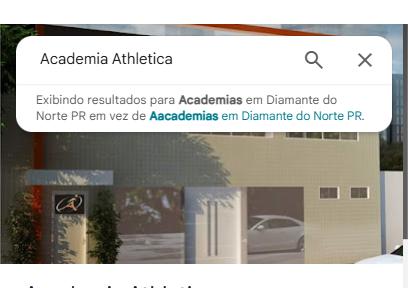 Academia Athletica
Exibindo resultados para Academias em Diamante do
Norte PR em vez de Aacademias em Diamante do Norte PR.